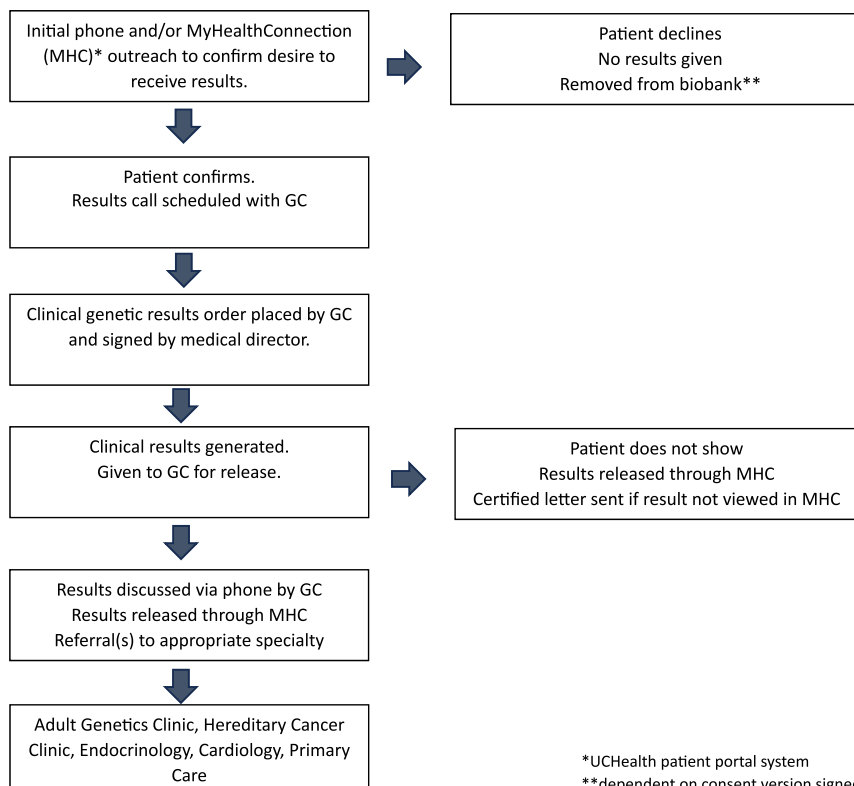 Initial phone and/or MyHealthConnection
(MHC)* outreach to confirm desire to
receive results.
Patient declines
No results given
Removed from biobank**
Patient confirms.
Results call scheduled with GC
Clinical genetic results order placed by GC
and signed by medical director.
Clinical results generated.
Given to GC for release.
Patient does not show
Results released through MHC
Certified letter sent if result not viewed in MHC
Results discussed via phone by GC
Results released through MHC
Referral(s) to appropriate specialty
Adult Genetics Clinic, Hereditary Cancer
Clinic, Endocrinology, Cardiology, Primary
Care
*UCHealth patient portal system
**dependent on consent version signed